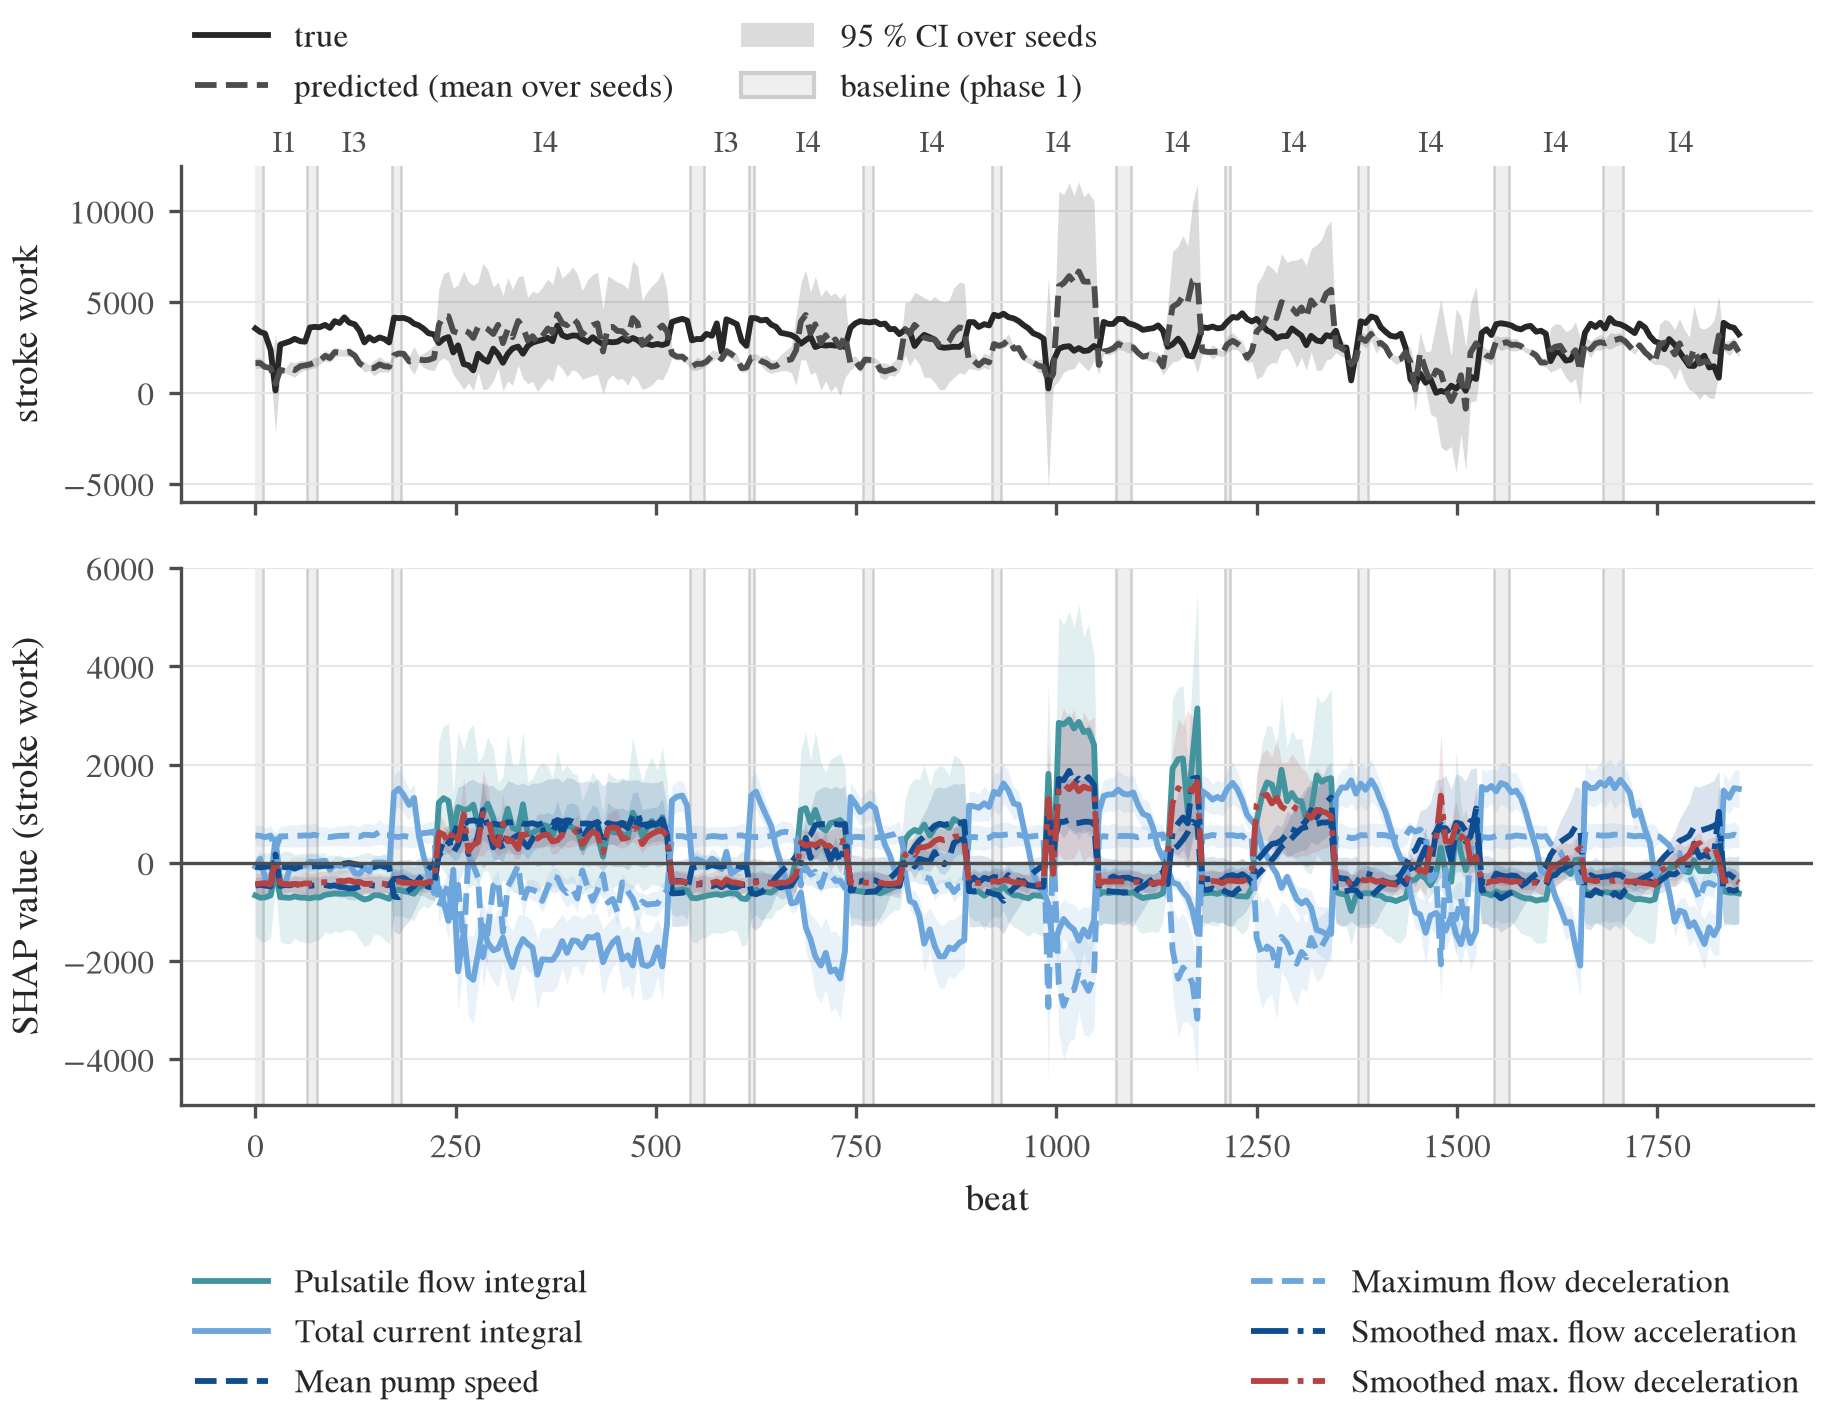 true
95 % CI over seeds
predicted (mean over seeds)
baseline (phase 1)
I1 I3 I4 I3 I4 I4 I4 I4 I4 I4 I4 I4
10000
5000
0
−5000
stroke work
6000
4000
2000
0
−2000
−4000
SHAP value (stroke work)
0 250 500 750 1000 1250 1500 1750
beat
Pulsatile flow integral
Total current integral
Mean pump speed
Maximum flow deceleration
Smoothed max. flow acceleration
Smoothed max. flow deceleration